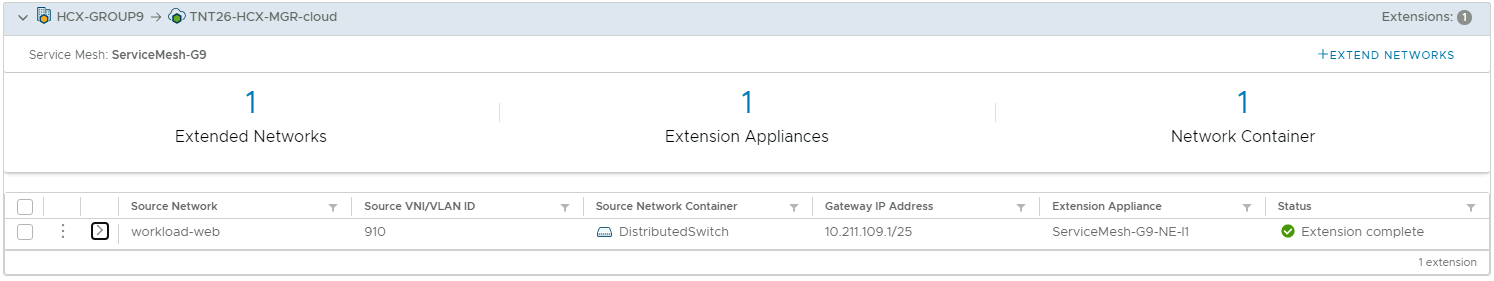 HCX-GROUP9 → TNT26-HCX-MGR-cloud Extensions: 1
Service Mesh: ServiceMesh-G9 +EXTEND NETWORKS
1 1 1
Extended Networks Extension Appliances Network Container
Source Network Source VNI/VLAN ID Source Network Container Gateway IP Address Extension Appliance Status
workload-web 910 DistributedSwitch 10.211.109.1/25 ServiceMesh-G9-NE-I1 Extension complete
1 extension